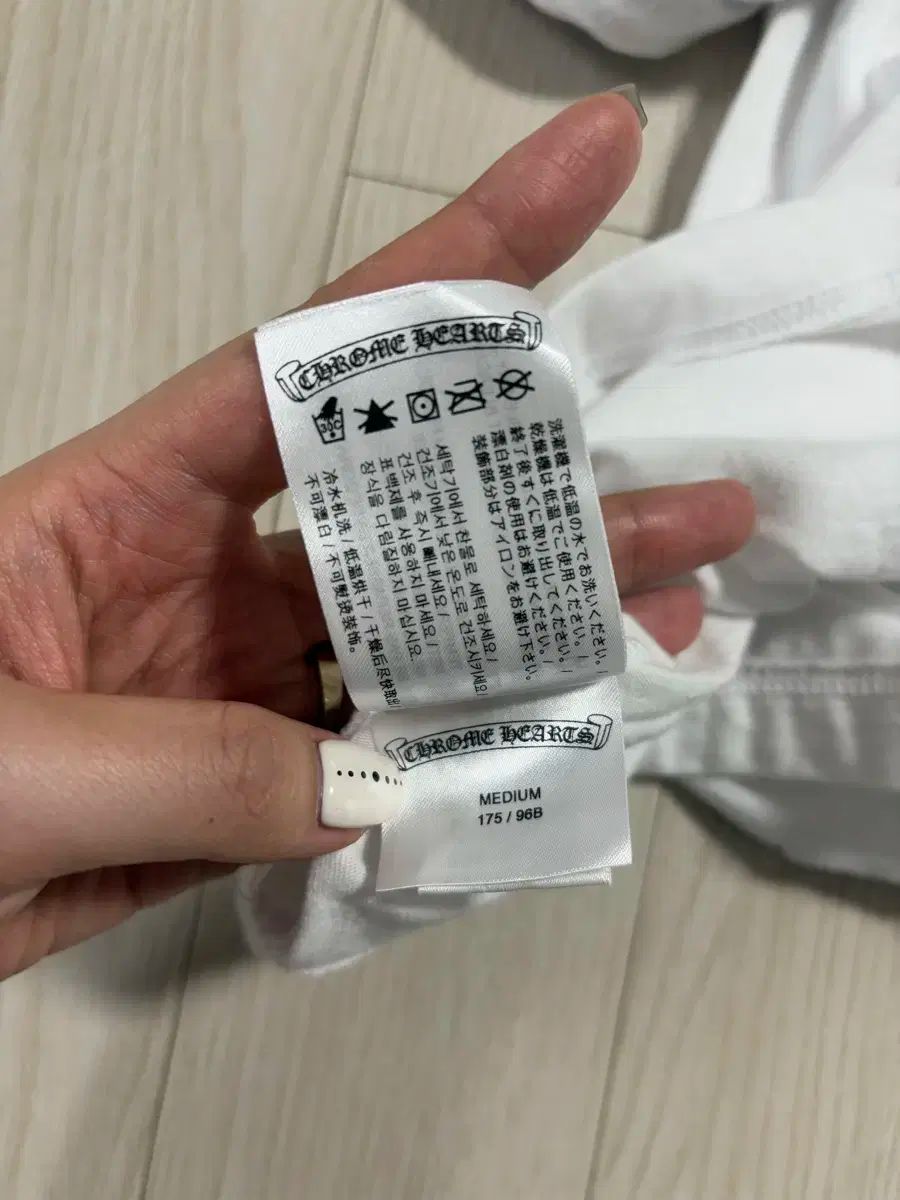 CHROME HEARTS
30C
洗濯機で低温の水でお洗いください。/
乾燥機は低温でご使用ください。/
終了後すぐに取り出してください。/
漂白剤の使用はお避けください。/
装飾部分はアイロンをお避け下さい。
세탁기에서 찬물로 세탁하세요 /
건조기에서 낮은 온도로 건조시키세요/
건조 후 즉시 빼내세요 /
표백제를 사용하지 마세요 /
장식을 다림질하지 마십시오.
冷水机洗 / 低温烘干 / 干燥后尽快取出/
不可漂白 / 不可熨烫装饰。
CHROME HEARTS
MEDIUM
175 / 96B